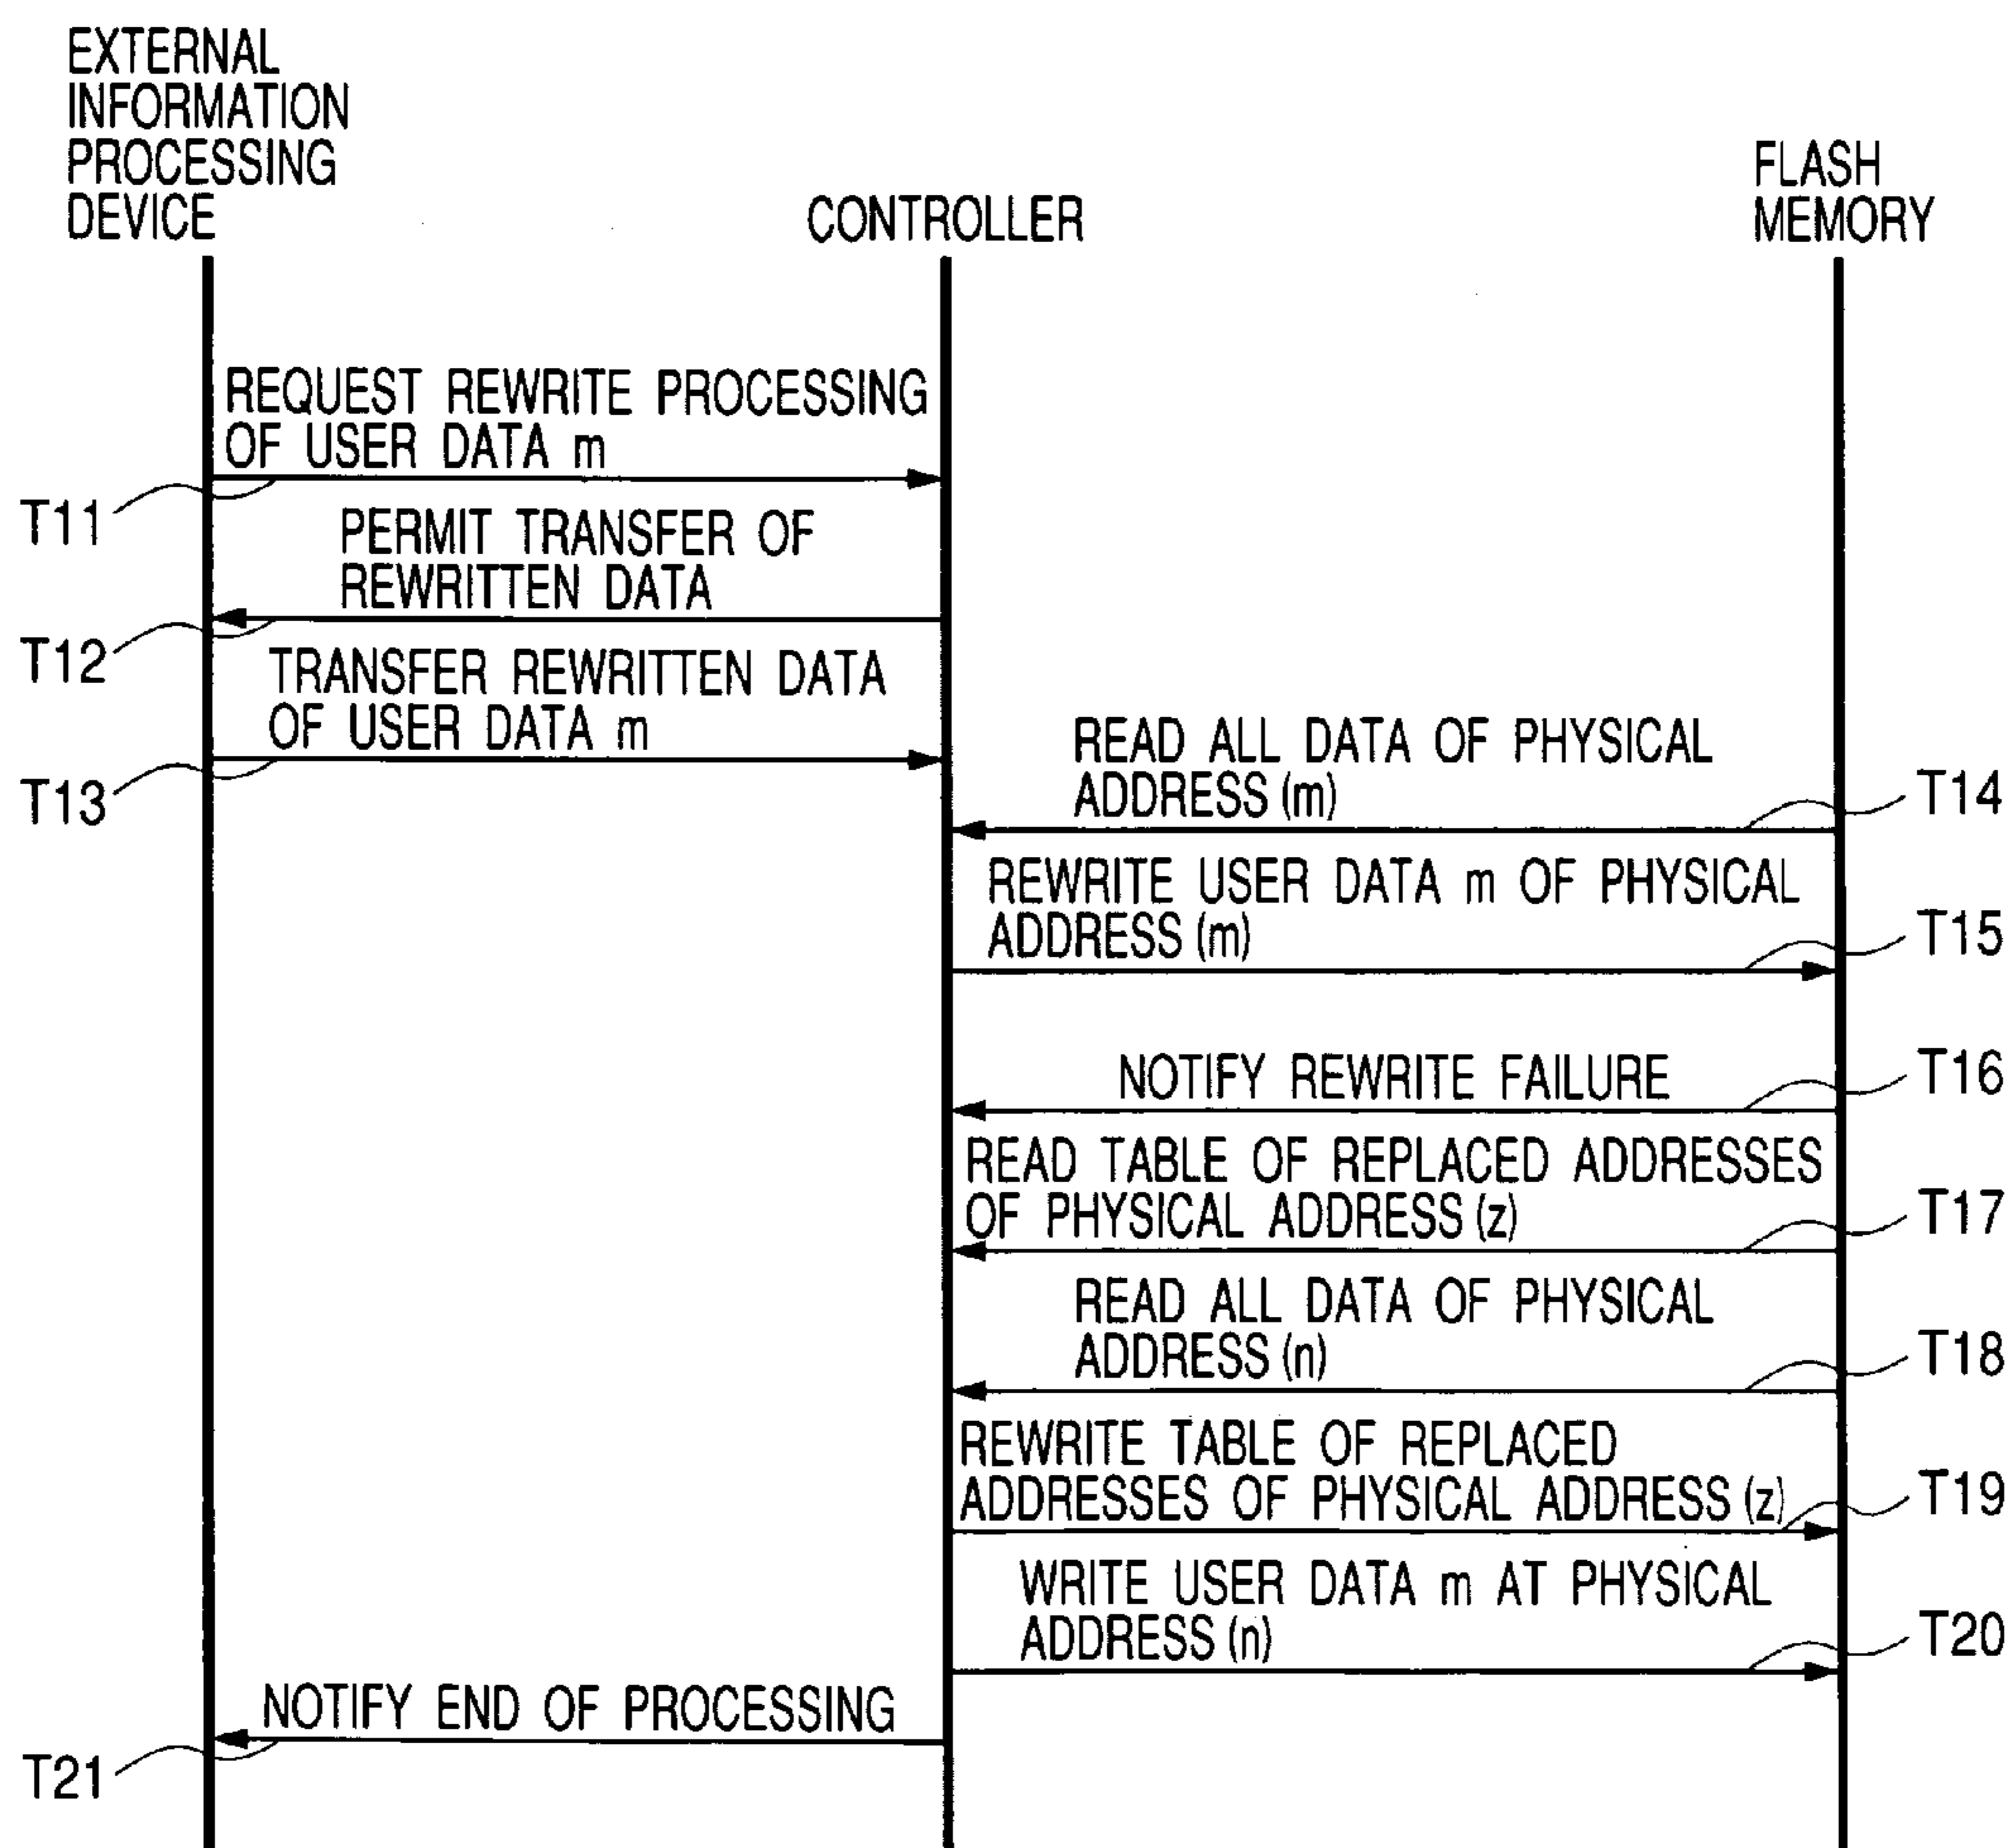 EXTERNAL
INFORMATION
PROCESSING
DEVICE
CONTROLLER
FLASH
MEMORY
REQUEST REWRITE PROCESSING
OF USER DATA m
T11
PERMIT TRANSFER OF
REWRITTEN DATA
T12
TRANSFER REWRITTEN DATA
OF USER DATA m
T13
READ ALL DATA OF PHYSICAL
ADDRESS (m)
T14
REWRITE USER DATA m OF PHYSICAL
ADDRESS (m)
T15
NOTIFY REWRITE FAILURE
T16
READ TABLE OF REPLACED ADDRESSES
OF PHYSICAL ADDRESS (z)
T17
READ ALL DATA OF PHYSICAL
ADDRESS (n)
T18
REWRITE TABLE OF REPLACED
ADDRESSES OF PHYSICAL ADDRESS (z)
T19
WRITE USER DATA m AT PHYSICAL
ADDRESS (n)
T20
NOTIFY END OF PROCESSING
T21